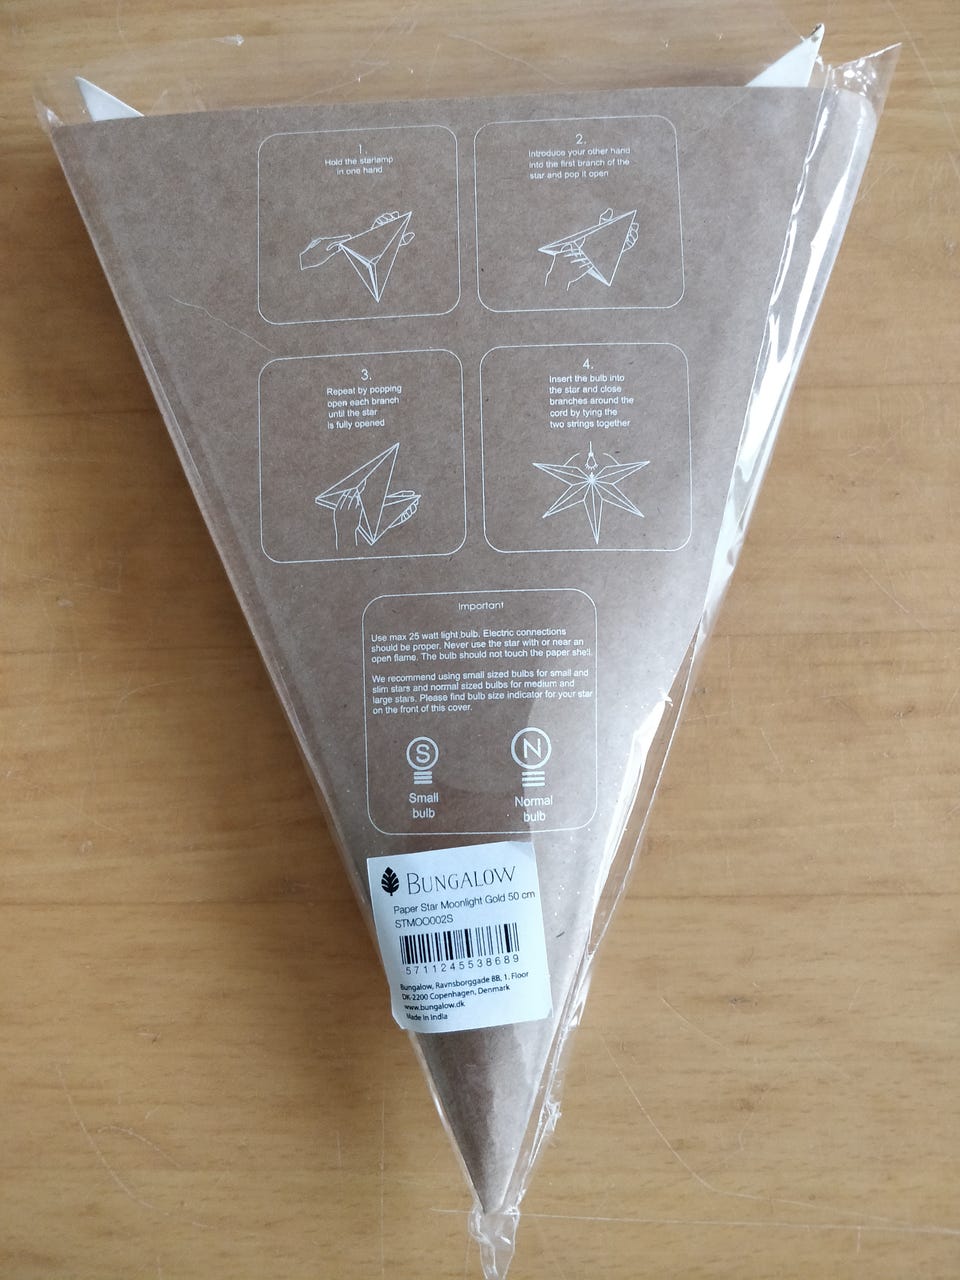 1.
Hold the starlamp
in one hand
2.
Introduce your other hand
into the first branch of the
star and pop it open
3.
Repeat by popping
open each branch
until the star
is fully opened
4.
Insert the bulb into
the star and close
branches around the
cord by tying the
two strings together
Important
Use max 25 watt light bulb. Electric connections
should be proper. Never use the star with or near an
open flame. The bulb should not touch the paper shell.
We recommend using small sized bulbs for small and
slim stars and normal sized bulbs for medium and
large stars. Please find bulb size indicator for your star
on the front of this cover.
S
Small
bulb
N
Normal
bulb
BUNGALOW
Paper Star Moonlight Gold 50 cm
STMOO002S
5711245538689
Bungalow, Ravnsborggade 8B, 1. Floor
DK-2200 Copenhagen, Denmark
www.bungalow.dk
Made in India